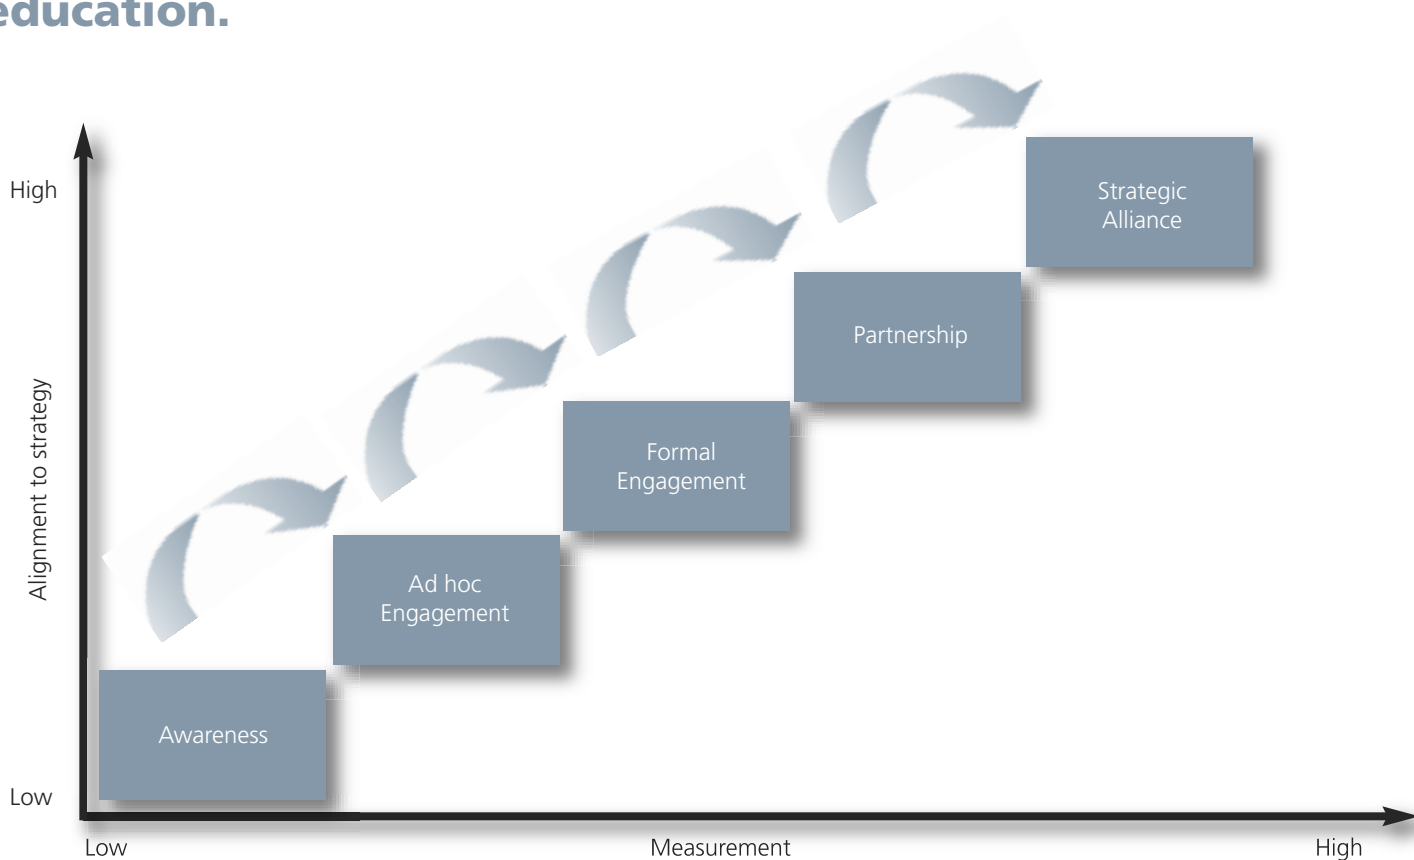 education.
High
Strategic
Alliance
Partnership
Alignment to strategy
Formal
Engagement
Ad hoc
Engagement
Awareness
Low
Low
Measurement
High